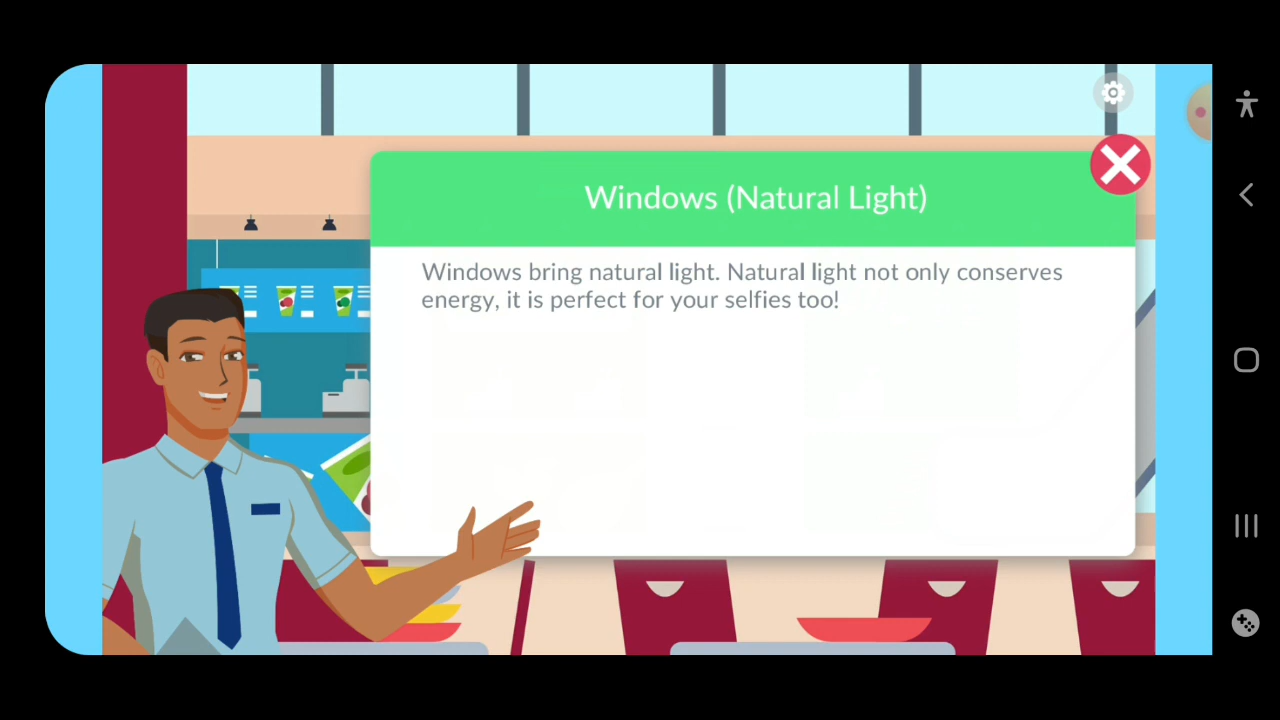 Windows (Natural Light)
Windows bring natural light. Natural light not only conserves
energy, it is perfect for your selfies too!